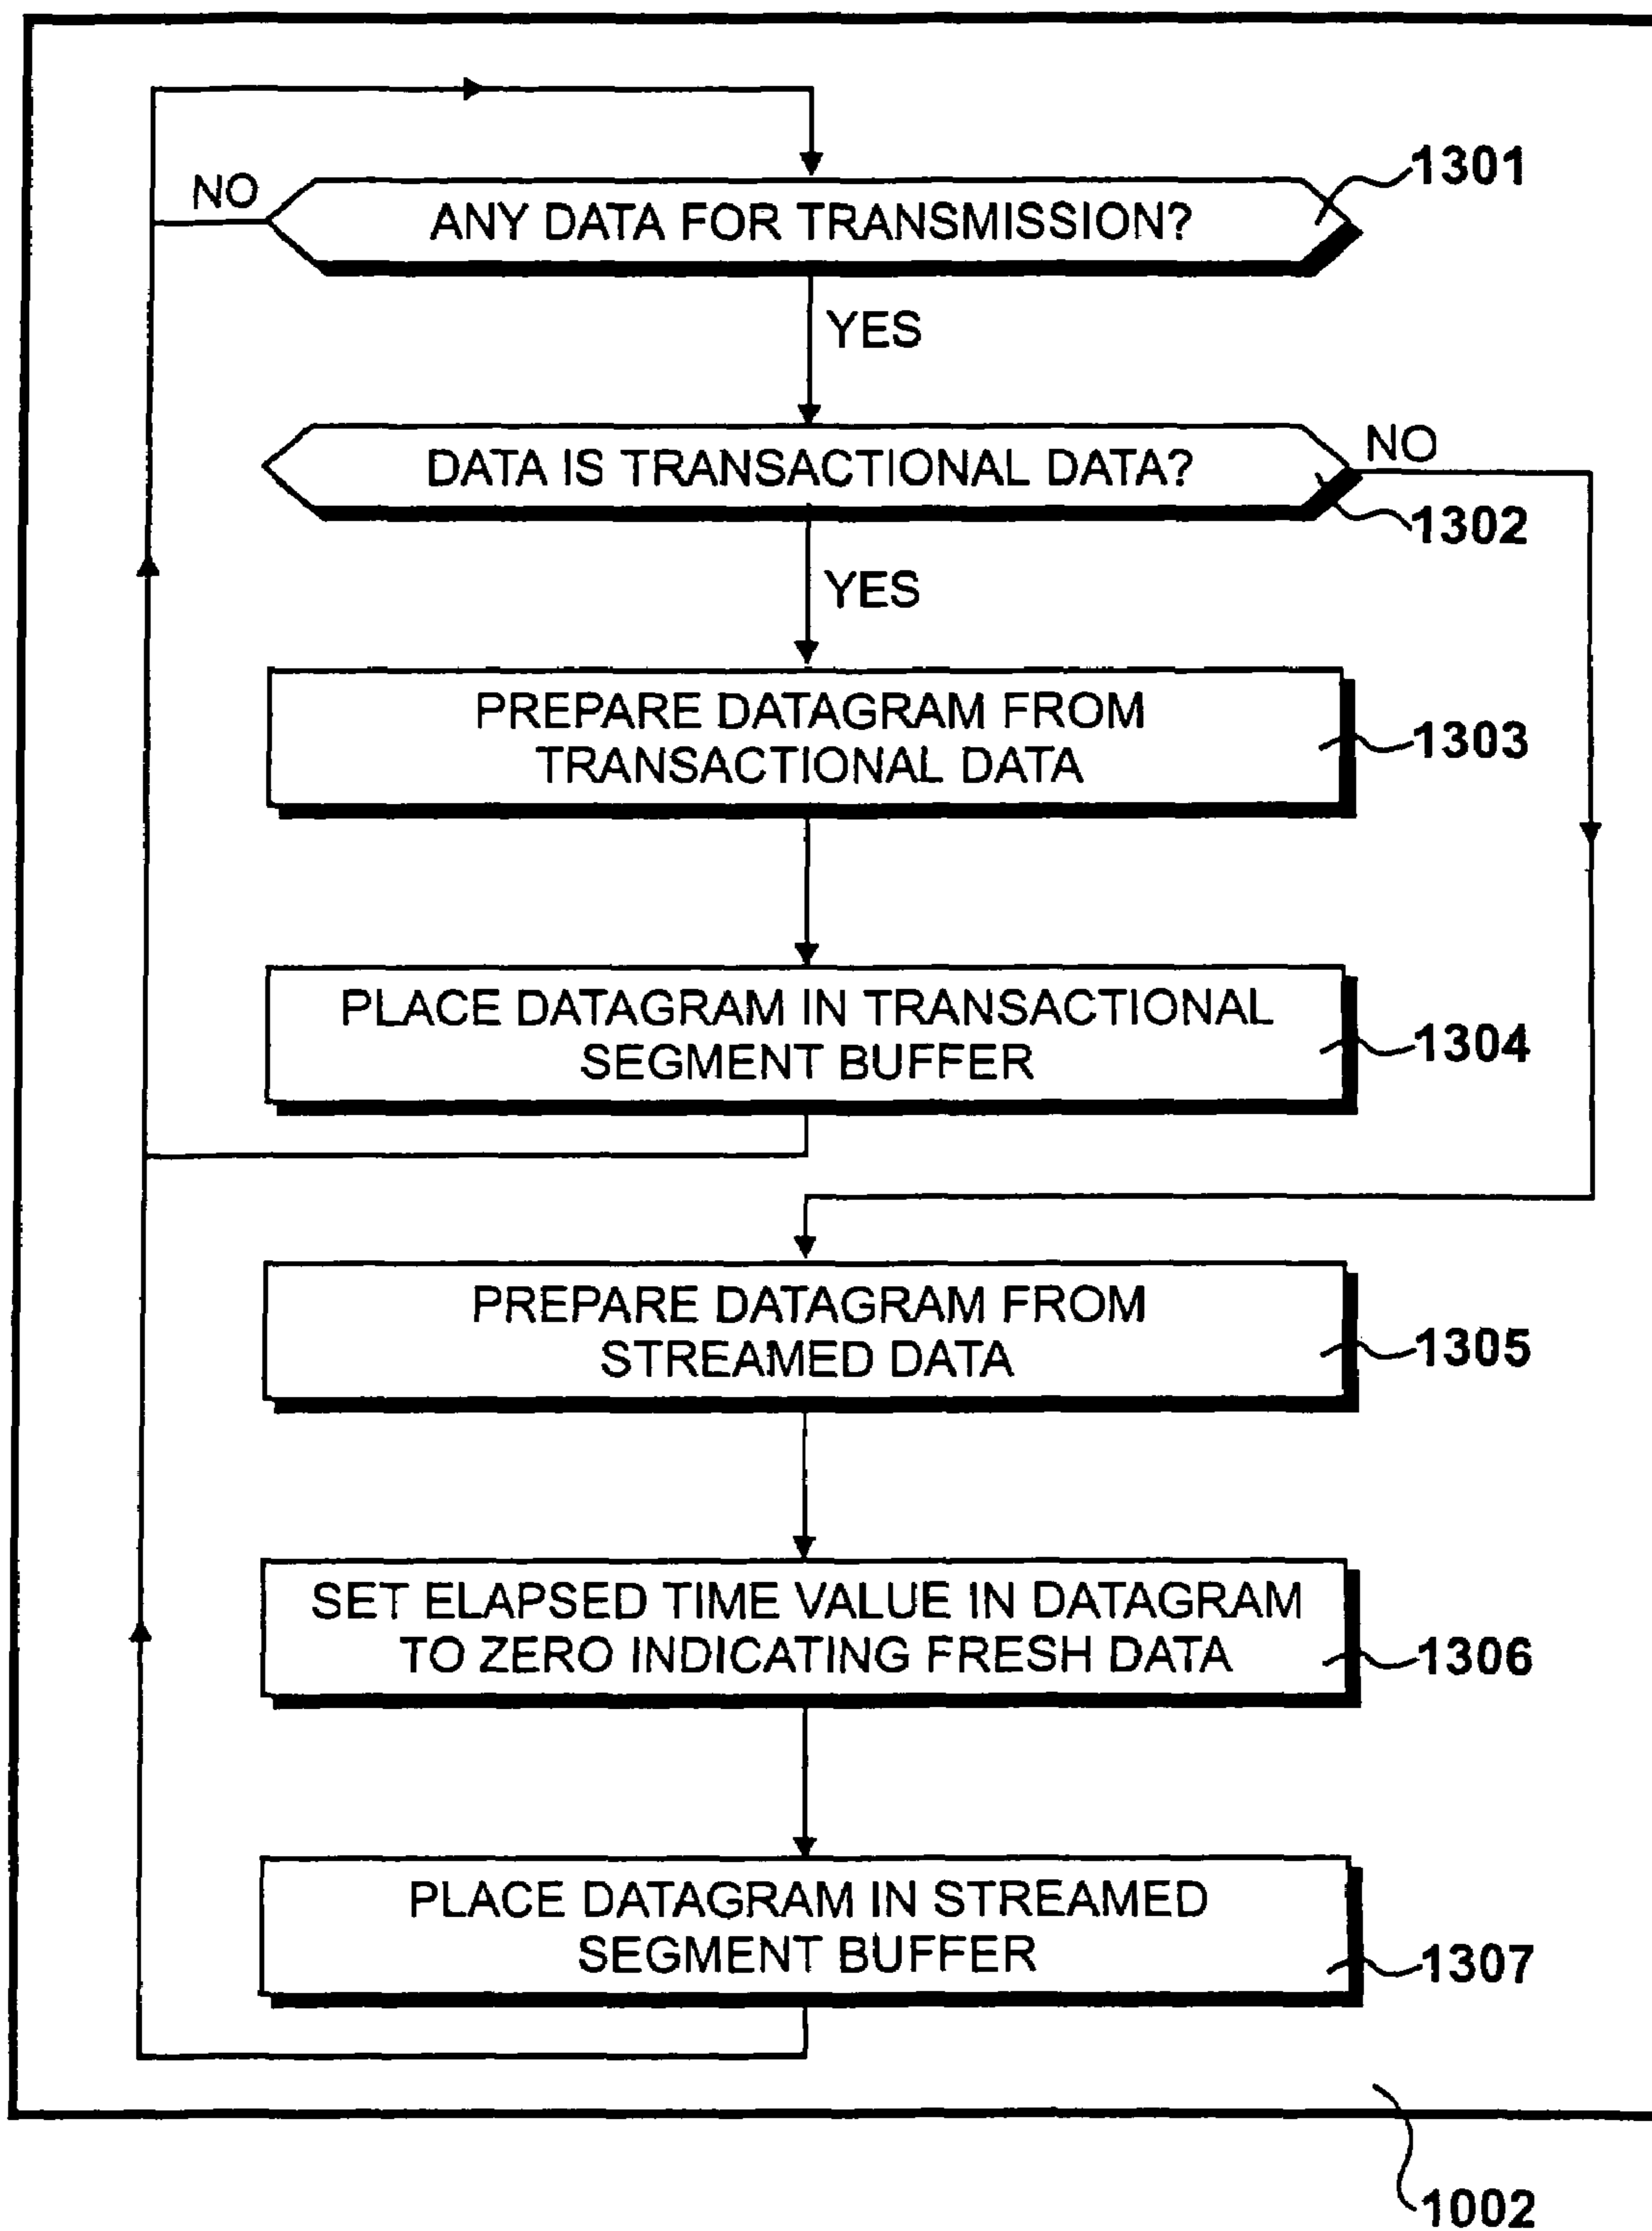 1301
NO
ANY DATA FOR TRANSMISSION?
YES
NO
DATA IS TRANSACTIONAL DATA?
1302
YES
PREPARE DATAGRAM FROM
TRANSACTIONAL DATA
1303
PLACE DATAGRAM IN TRANSACTIONAL
SEGMENT BUFFER
1304
PREPARE DATAGRAM FROM
STREAMED DATA
1305
SET ELAPSED TIME VALUE IN DATAGRAM
TO ZERO INDICATING FRESH DATA
1306
PLACE DATAGRAM IN STREAMED
SEGMENT BUFFER
1307
1002